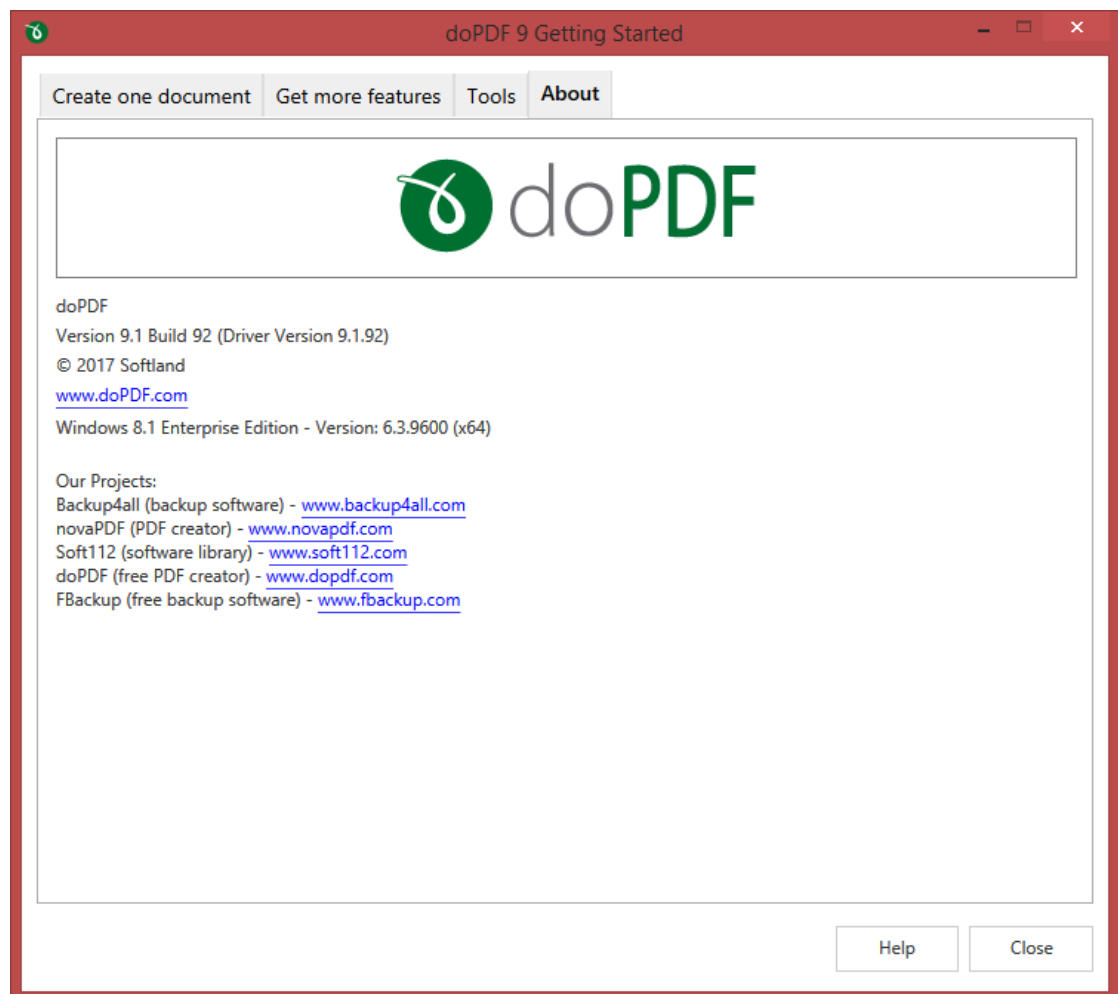 doPDF 9 Getting Started
Create one document
Get more features
Tools
About
doPDF
doPDF
Version 9.1 Build 92 (Driver Version 9.1.92)
© 2017 Softland
www.doPDF.com
Windows 8.1 Enterprise Edition - Version: 6.3.9600 (x64)
Our Projects:
Backup4all (backup software) - www.backup4all.com
novaPDF (PDF creator) - www.novapdf.com
Soft112 (software library) - www.soft112.com
doPDF (free PDF creator) - www.dopdf.com
FBackup (free backup software) - www.fbackup.com
Help
Close